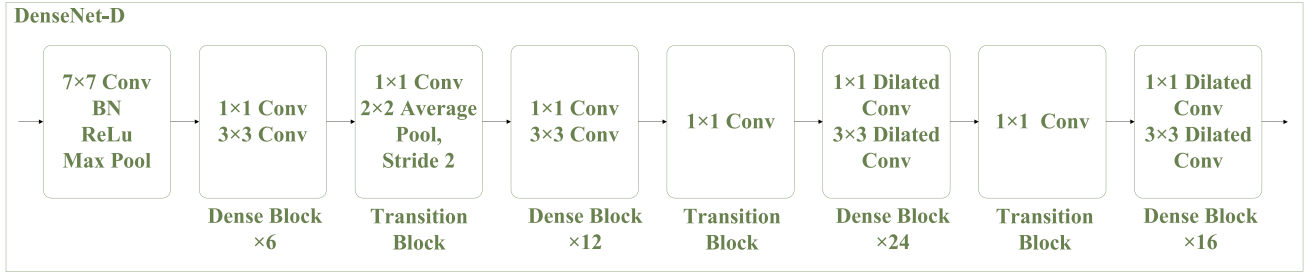 DenseNet-D
7×7 Conv
BN
ReLu
Max Pool
1×1 Conv
3×3 Conv
Dense Block
×6
1×1 Conv
2×2 Average
Pool,
Stride 2
Transition
Block
1×1 Conv
3×3 Conv
Dense Block
×12
1×1 Conv
Transition
Block
1×1 Dilated
Conv
3×3 Dilated
Conv
Dense Block
×24
1×1 Conv
Transition
Block
1×1 Dilated
Conv
3×3 Dilated
Conv
Dense Block
×16